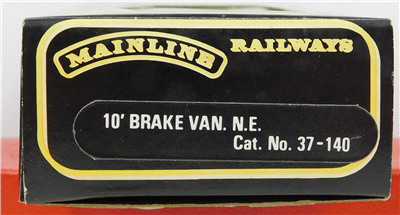 MAINLINE RAILWAYS
10' BRAKE VAN. N.E.
Cat. No. 37-140